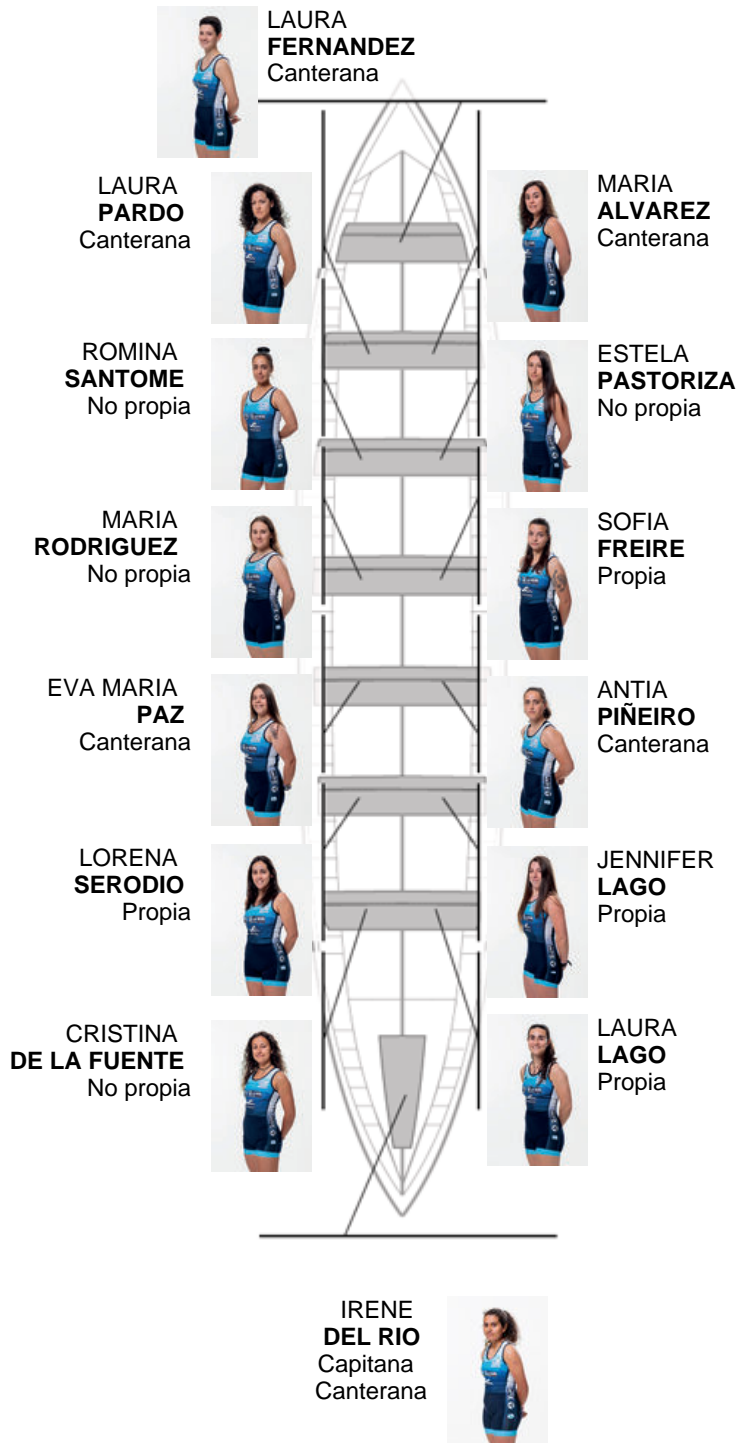 LAURA
FERNANDEZ
Canterana
LAURA
PARDO
Canterana
MARIA
ALVAREZ
Canterana
ROMINA
SANTOME
No propia
ESTELA
PASTORIZA
No propia
MARIA
RODRIGUEZ
No propia
SOFIA
FREIRE
Propia
EVA MARIA
PAZ
Canterana
ANTIA
PIÑEIRO
Canterana
LORENA
SERODIO
Propia
JENNIFER
LAGO
Propia
CRISTINA
DE LA FUENTE
No propia
LAURA
LAGO
Propia
IRENE
DEL RIO
Capitana
Canterana